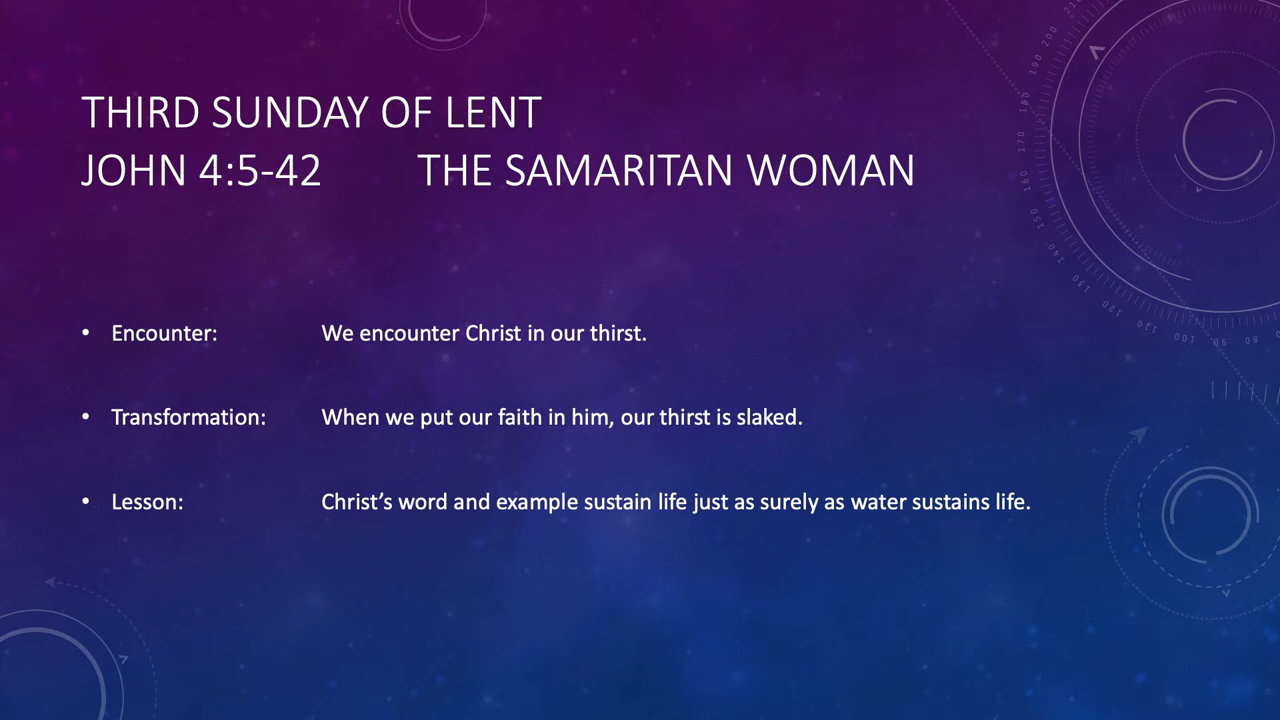 THIRD SUNDAY OF LENT
JOHN 4:5-42 THE SAMARITAN WOMAN
• Encounter: We encounter Christ in our thirst.
• Transformation: When we put our faith in him, our thirst is slaked.
• Lesson: Christ’s word and example sustain life just as surely as water sustains life.